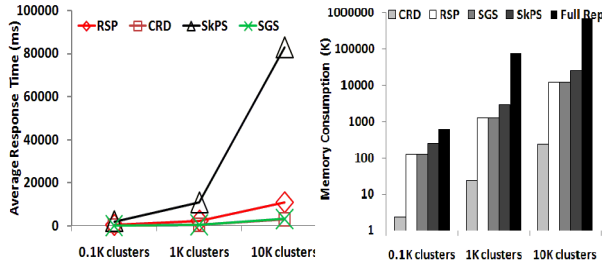 RSP CRD SkPS SGS
Average Response Time (ms)
100000
80000
60000
40000
20000
0
0.1K clusters 1K clusters 10K clusters
CRD RSP SGS SkPS Full Rep
Memory Consumption (K)
1000000
100000
10000
1000
100
10
1
0.1K clusters 1K clusters 10K clusters